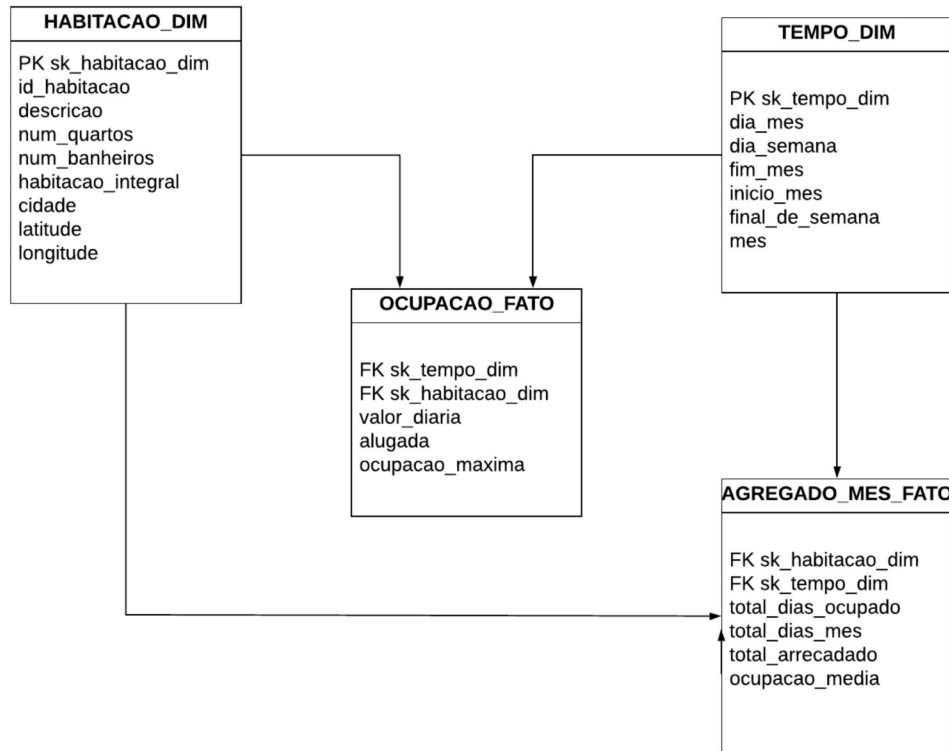 HABITACAO_DIM
PK sk_habitacao_dim
id_habitacao
descricao
num_quartos
num_banheiros
habitacao_integral
cidade
latitude
longitude
TEMPO_DIM
PK sk_tempo_dim
dia_mes
dia_semana
fim_mes
inicio_mes
final_de_semana
mes
OCUPACAO_FATO
FK sk_tempo_dim
FK sk_habitacao_dim
valor_diaria
alugada
ocupacao_maxima
AGREGADO_MES_FATO
FK sk_habitacao_dim
FK sk_tempo_dim
total_dias_ocupado
total_dias_mes
total_arrecadado
ocupacao_media